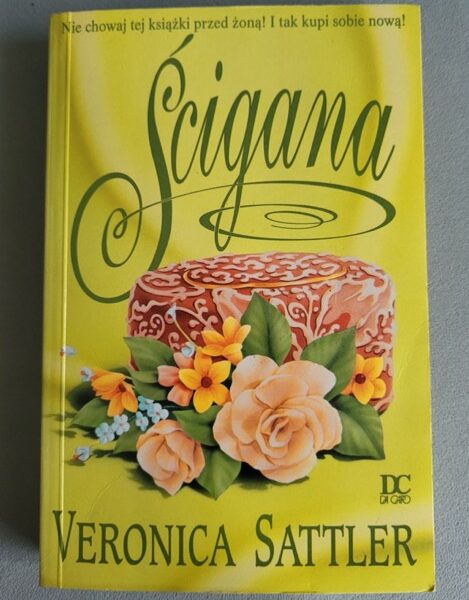 Nie chowaj tej książki przed żoną! I tak kupi sobie nową!
Ścigana
DC
DA CAPO
VERONICA SATTLER